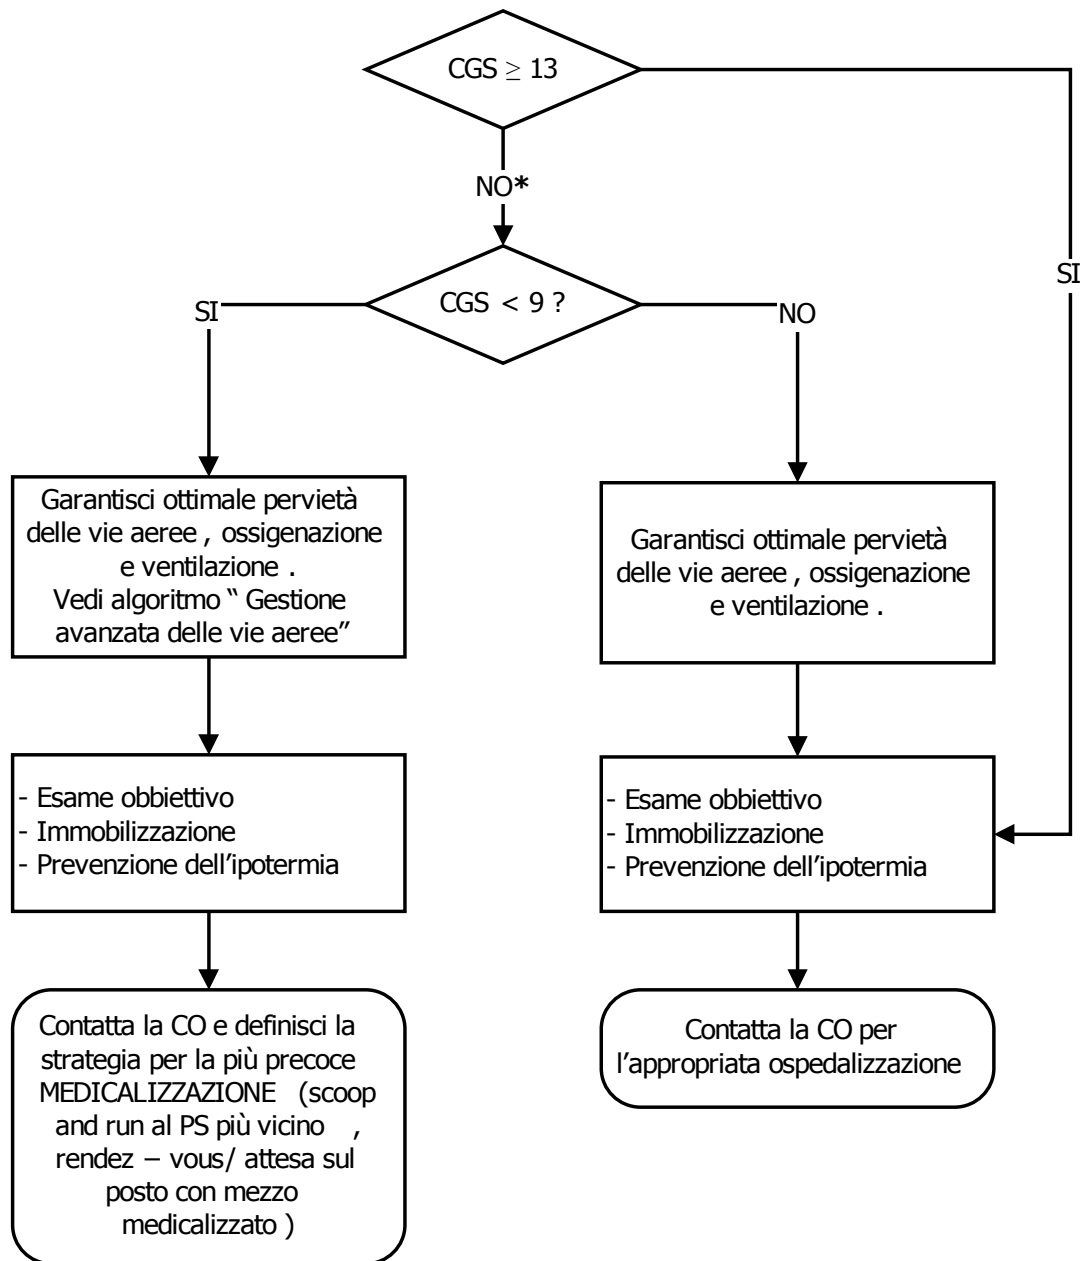 CGS ≥ 13
NO*
SI
CGS < 9 ?
SI
NO
Garantisci ottimale pervietà
delle vie aeree , ossigenazione
e ventilazione .
Vedi algoritmo “ Gestione
avanzata delle vie aeree”
Garantisci ottimale pervietà
delle vie aeree , ossigenazione
e ventilazione .
- Esame obbiettivo
- Immobilizzazione
- Prevenzione dell’ipotermia
- Esame obbiettivo
- Immobilizzazione
- Prevenzione dell’ipotermia
Contatta la CO e definisci la
strategia per la più precoce
MEDICALIZZAZIONE (scoop
and run al PS più vicino ,
rendez – vous/ attesa sul
posto con mezzo
medicalizzato )
Contatta la CO per
l’appropriata ospedalizzazione